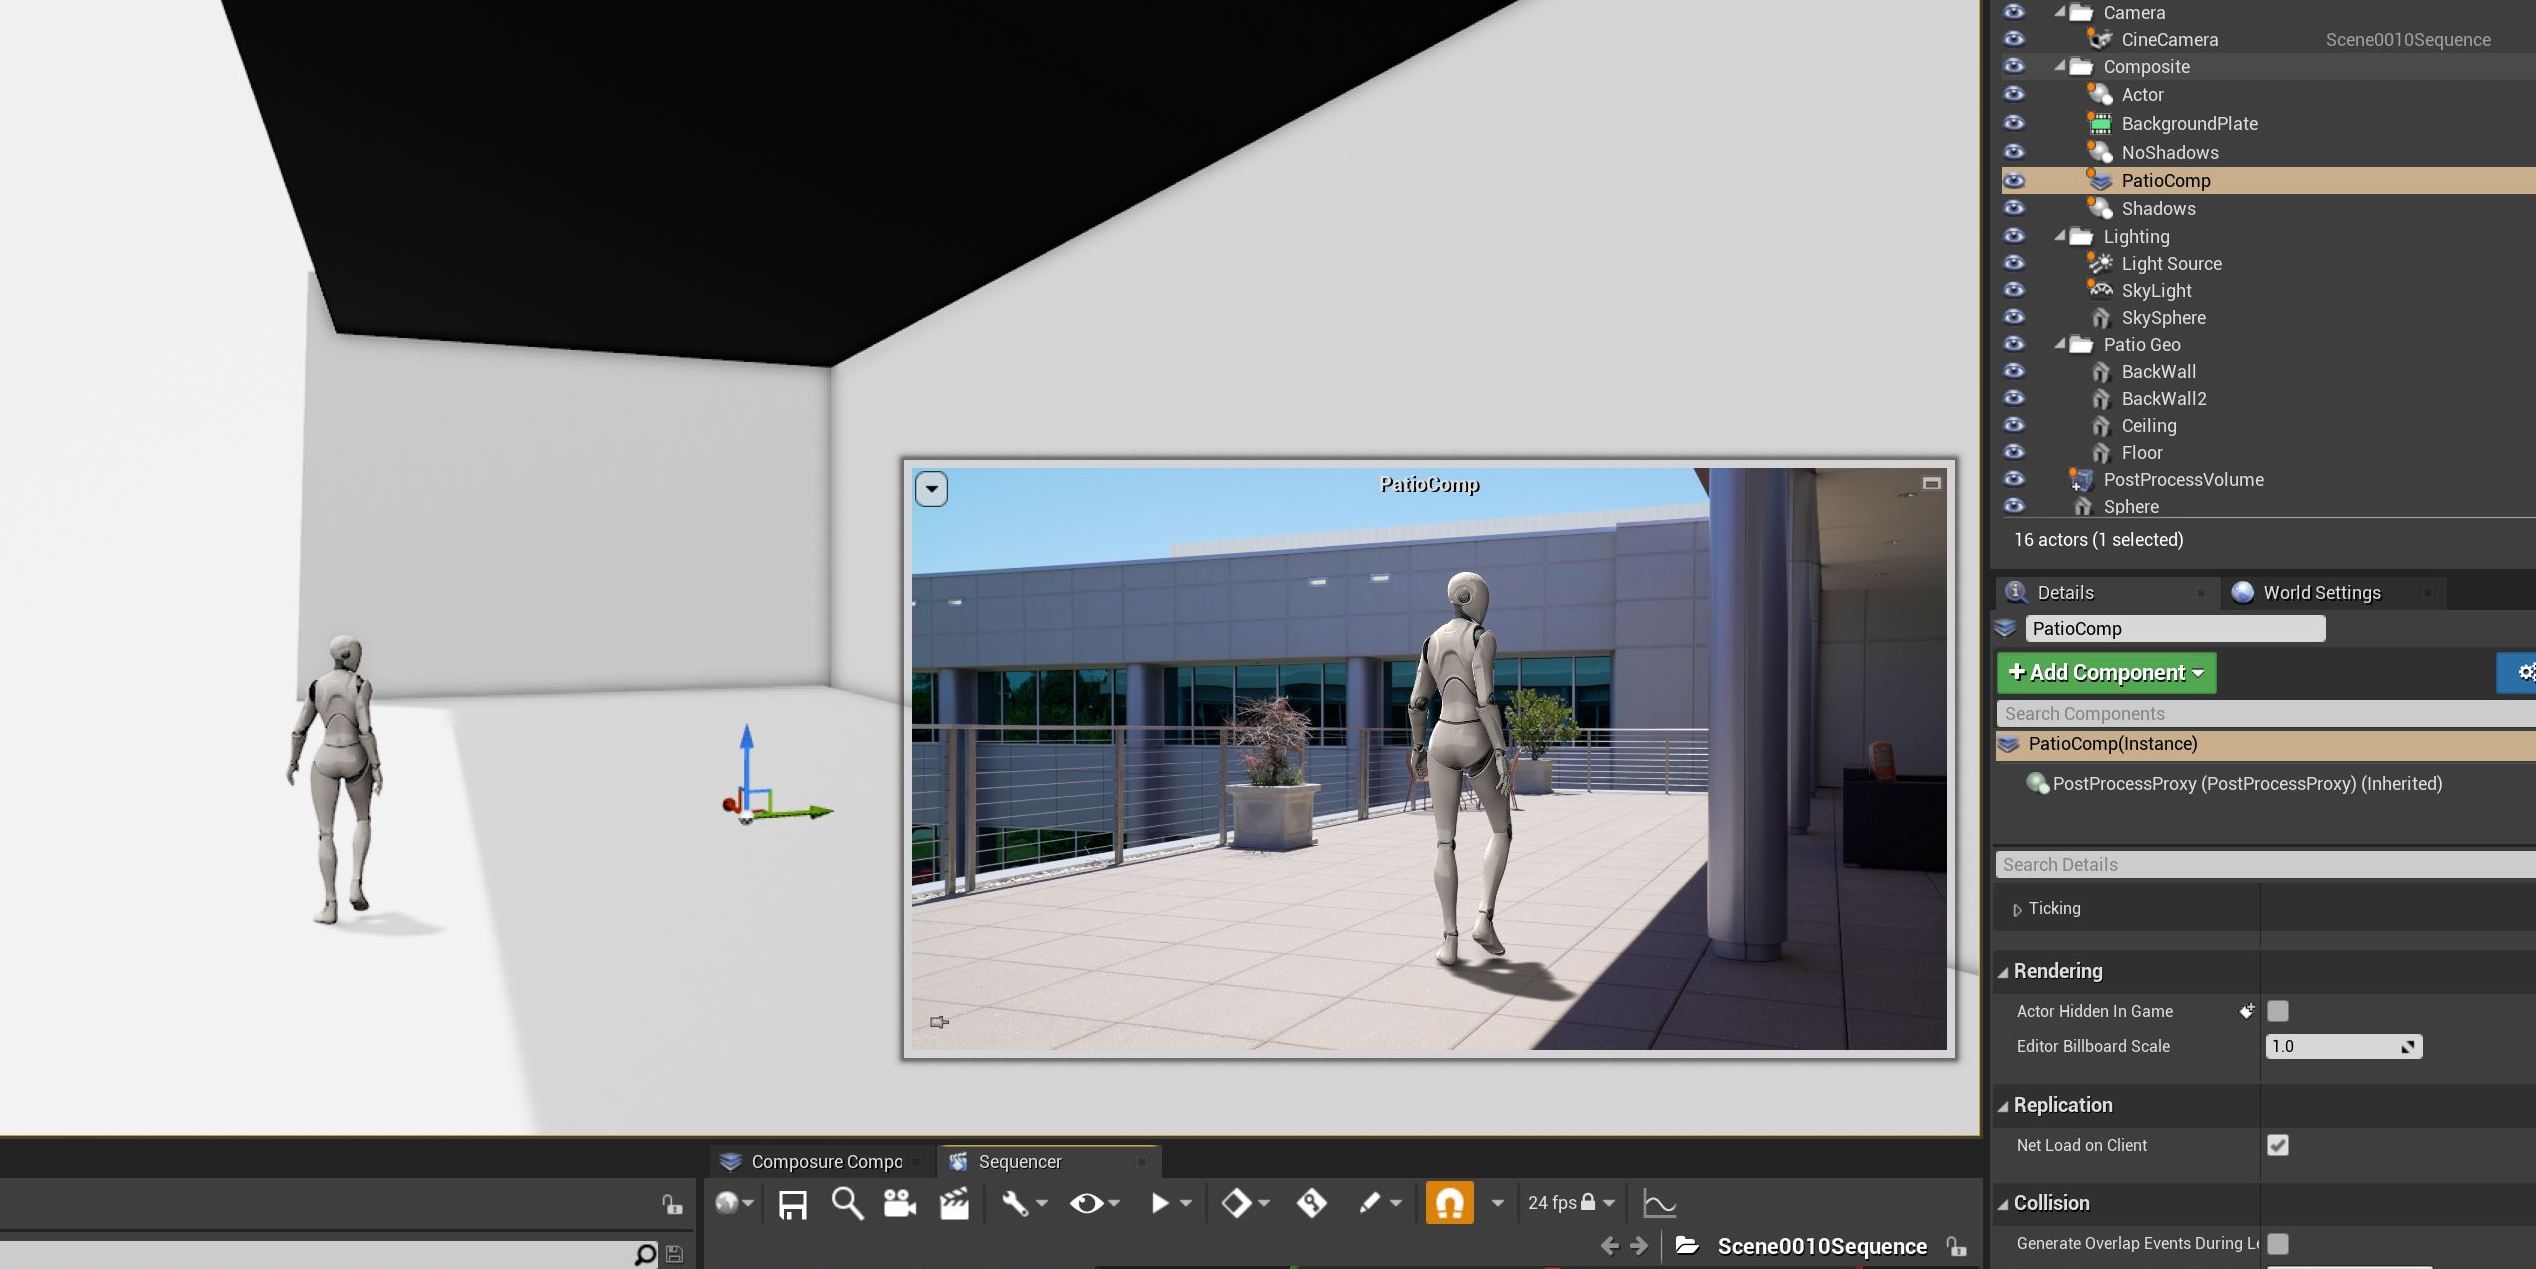 Camera
CineCamera Scene0010Sequence
Composite
Actor
BackgroundPlate
NoShadows
PatioComp
Shadows
Lighting
Light Source
SkyLight
SkySphere
Patio Geo
BackWall
BackWall2
Ceiling
Floor
PostProcessVolume
Sphere
16 actors (1 selected)
PatioComp
Details World Settings
PatioComp
+ Add Component
Search Components
PatioComp(Instance)
PostProcessProxy (PostProcessProxy) (Inherited)
Search Details
Ticking
Rendering
Actor Hidden In Game
Editor Billboard Scale 1.0
Replication
Net Load on Client
Collision
Generate Overlap Events During Le
Composure Compo Sequencer
24 fps
Scene0010Sequence